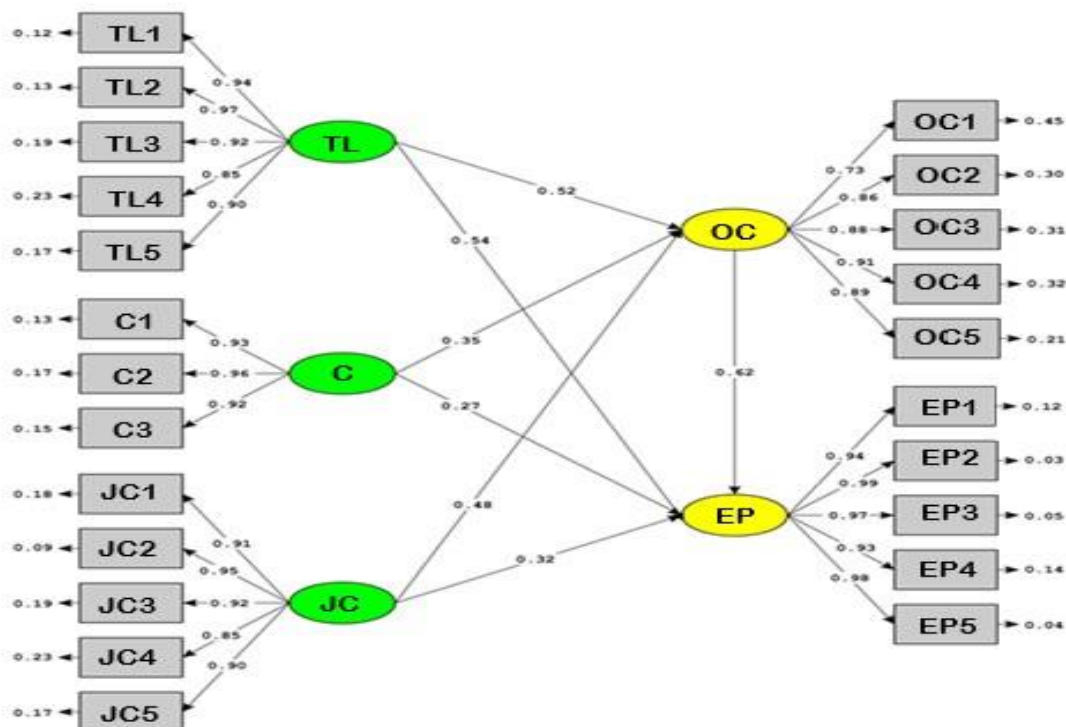 0.12 TL1
0.94
0.13 TL2
0.97
0.19 TL3
0.92
TL
0.23 TL4
0.85
0.17 TL5
0.90
0.13 C1
0.93
0.17 C2
0.96
C
0.15 C3
0.92
0.18 JC1
0.91
0.09 JC2
0.95
0.19 JC3
0.92
JC
0.23 JC4
0.85
0.17 JC5
0.90
0.52
0.54
0.35
0.27
0.48
0.32
0.62
OC
OC1 0.45
0.73
OC2 0.30
0.86
OC3 0.31
0.88
OC4 0.32
0.91
OC5 0.21
0.89
EP
EP1 0.12
0.94
EP2 0.03
0.99
EP3 0.05
0.97
EP4 0.14
0.93
EP5 0.04
0.98